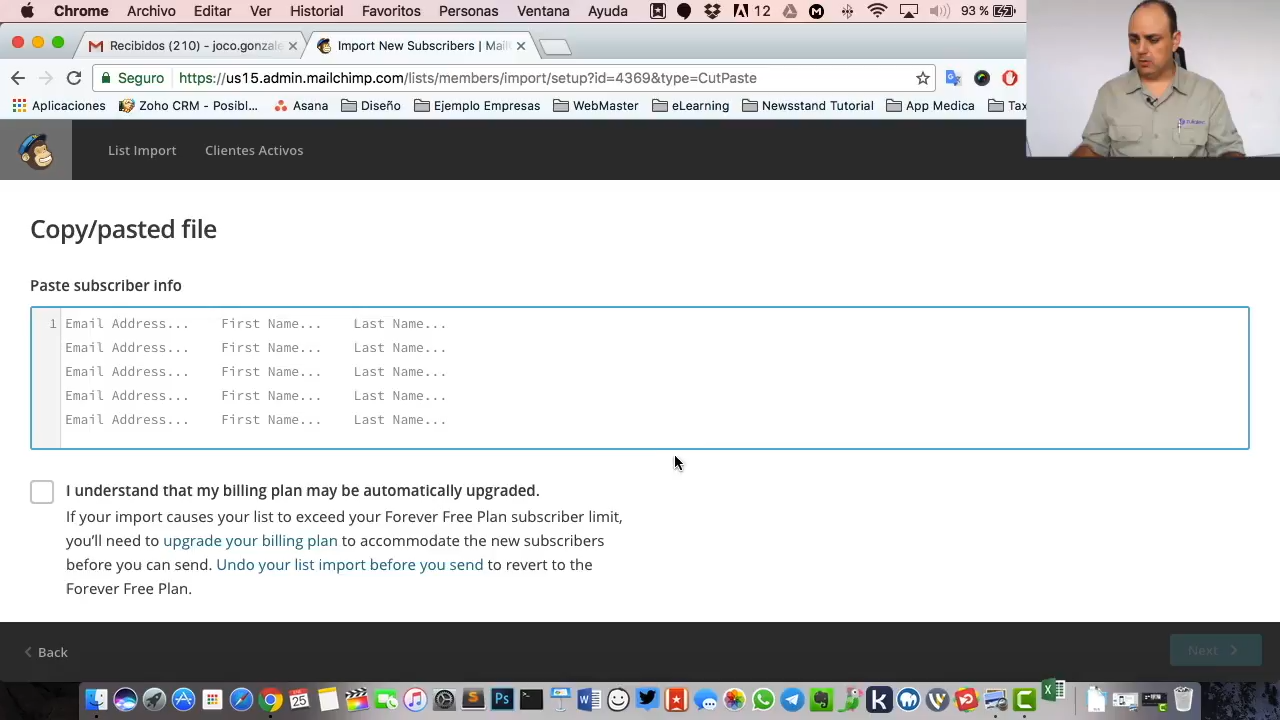 Chrome Archivo Editar Ver Historial Favoritos Personas Ventana Ayuda 12 93 %
Recibidos (210) - joco.gonzale
Import New Subscribers | Mail
Seguro https://us15.admin.mailchimp.com/lists/members/import/setup?id=4369&type=CutPaste
Aplicaciones Zoho CRM - Posibl... Asana Diseño Ejemplo Empresas WebMaster eLearning Newsstand Tutorial App Medica Tax
List Import Clientes Activos
Copy/pasted file
Paste subscriber info
1 Email Address... First Name... Last Name...
Email Address... First Name... Last Name...
Email Address... First Name... Last Name...
Email Address... First Name... Last Name...
Email Address... First Name... Last Name...
I understand that my billing plan may be automatically upgraded.
If your import causes your list to exceed your Forever Free Plan subscriber limit,
you'll need to upgrade your billing plan to accommodate the new subscribers
before you can send. Undo your list import before you send to revert to the
Forever Free Plan.
Back
Next
25